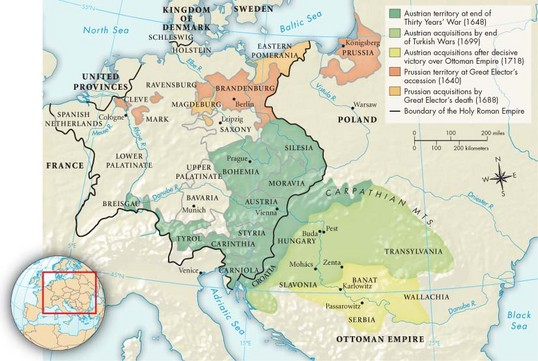 KINGDOM
OF
DENMARK
SWEDEN
North Sea
Baltic Sea
SCHLESWIG
HOLSTEIN
EASTERN
POMERANIA
Königsberg
PRUSSIA
Elbe R.
UNITED
PROVINCES
RAVENSBURG
BRANDENBURG
Berlin
CLEVE
MAGDEBURG
MARK
Vistula R.
Warsaw
POLAND
SPANISH
NETHERLANDS
Cologne
Leipzig
SAXONY
Rhine R.
SILESIA
Prague
BOHEMIA
FRANCE
LOWER
PALATINATE
UPPER
PALATINATE
MORAVIA
Dniester R.
Danube R.
BAVARIA
Munich
AUSTRIA
Vienna
BREISGAU
CARPATHIAN MTS.
TYROL
STYRIA
CARINTHIA
HUNGARY
Buda
Pest
TRANSYLVANIA
Venice
CARNIOLA
CROATIA
Mohács
Zenta
SLAVONIA
BANAT
Karlowitz
WALLACHIA
Passarowitz
SERBIA
Danube R.
Adriatic Sea
Black
Sea
OTTOMAN EMPIRE
Austrian territory at end of
Thirty Years' War (1648)
Austrian acquisitions by end
of Turkish Wars (1699)
Austrian acquisitions after decisive
victory over Ottoman Empire (1718)
Prussian territory at Great Elector's
accession (1640)
Prussian acquisitions by
Great Elector's death (1688)
Boundary of the Holy Roman Empire
0 100 200 miles
0 100 200 kilometers
N
S